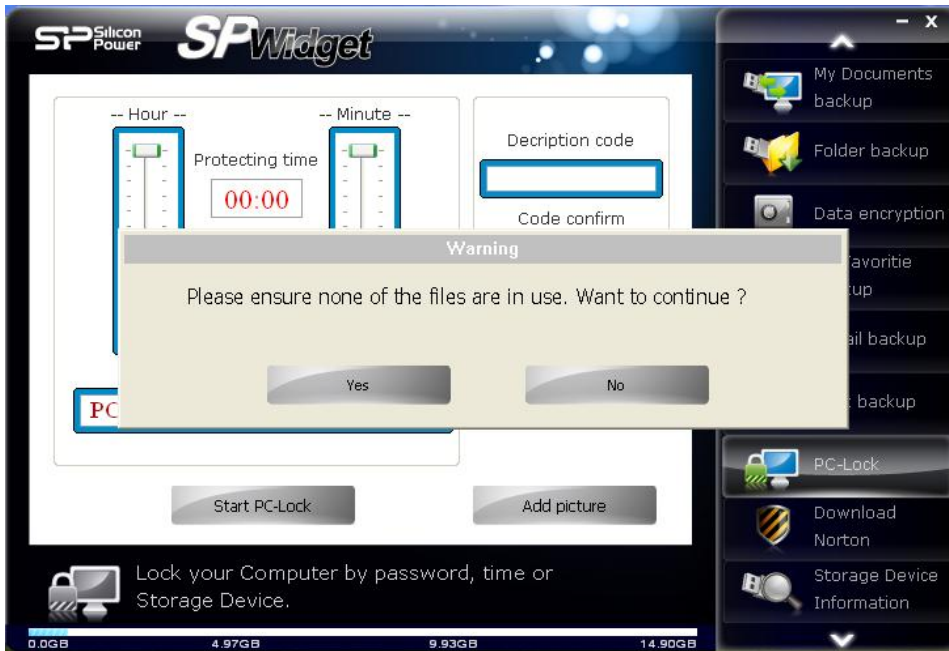 SP Silicon Power
SPWidget
- x
-- Hour --
-- Minute --
Protecting time
00:00
Decription code
Code confirm
Warning
Please ensure none of the files are in use. Want to continue ?
Yes
No
PC
Start PC-Lock
Add picture
Lock your Computer by password, time or
Storage Device.
0.0GB 4.97GB 9.93GB 14.90GB
My Documents
backup
Folder backup
Data encryption
avoritie
up
ail backup
backup
PC-Lock
Download
Norton
Storage Device
Information